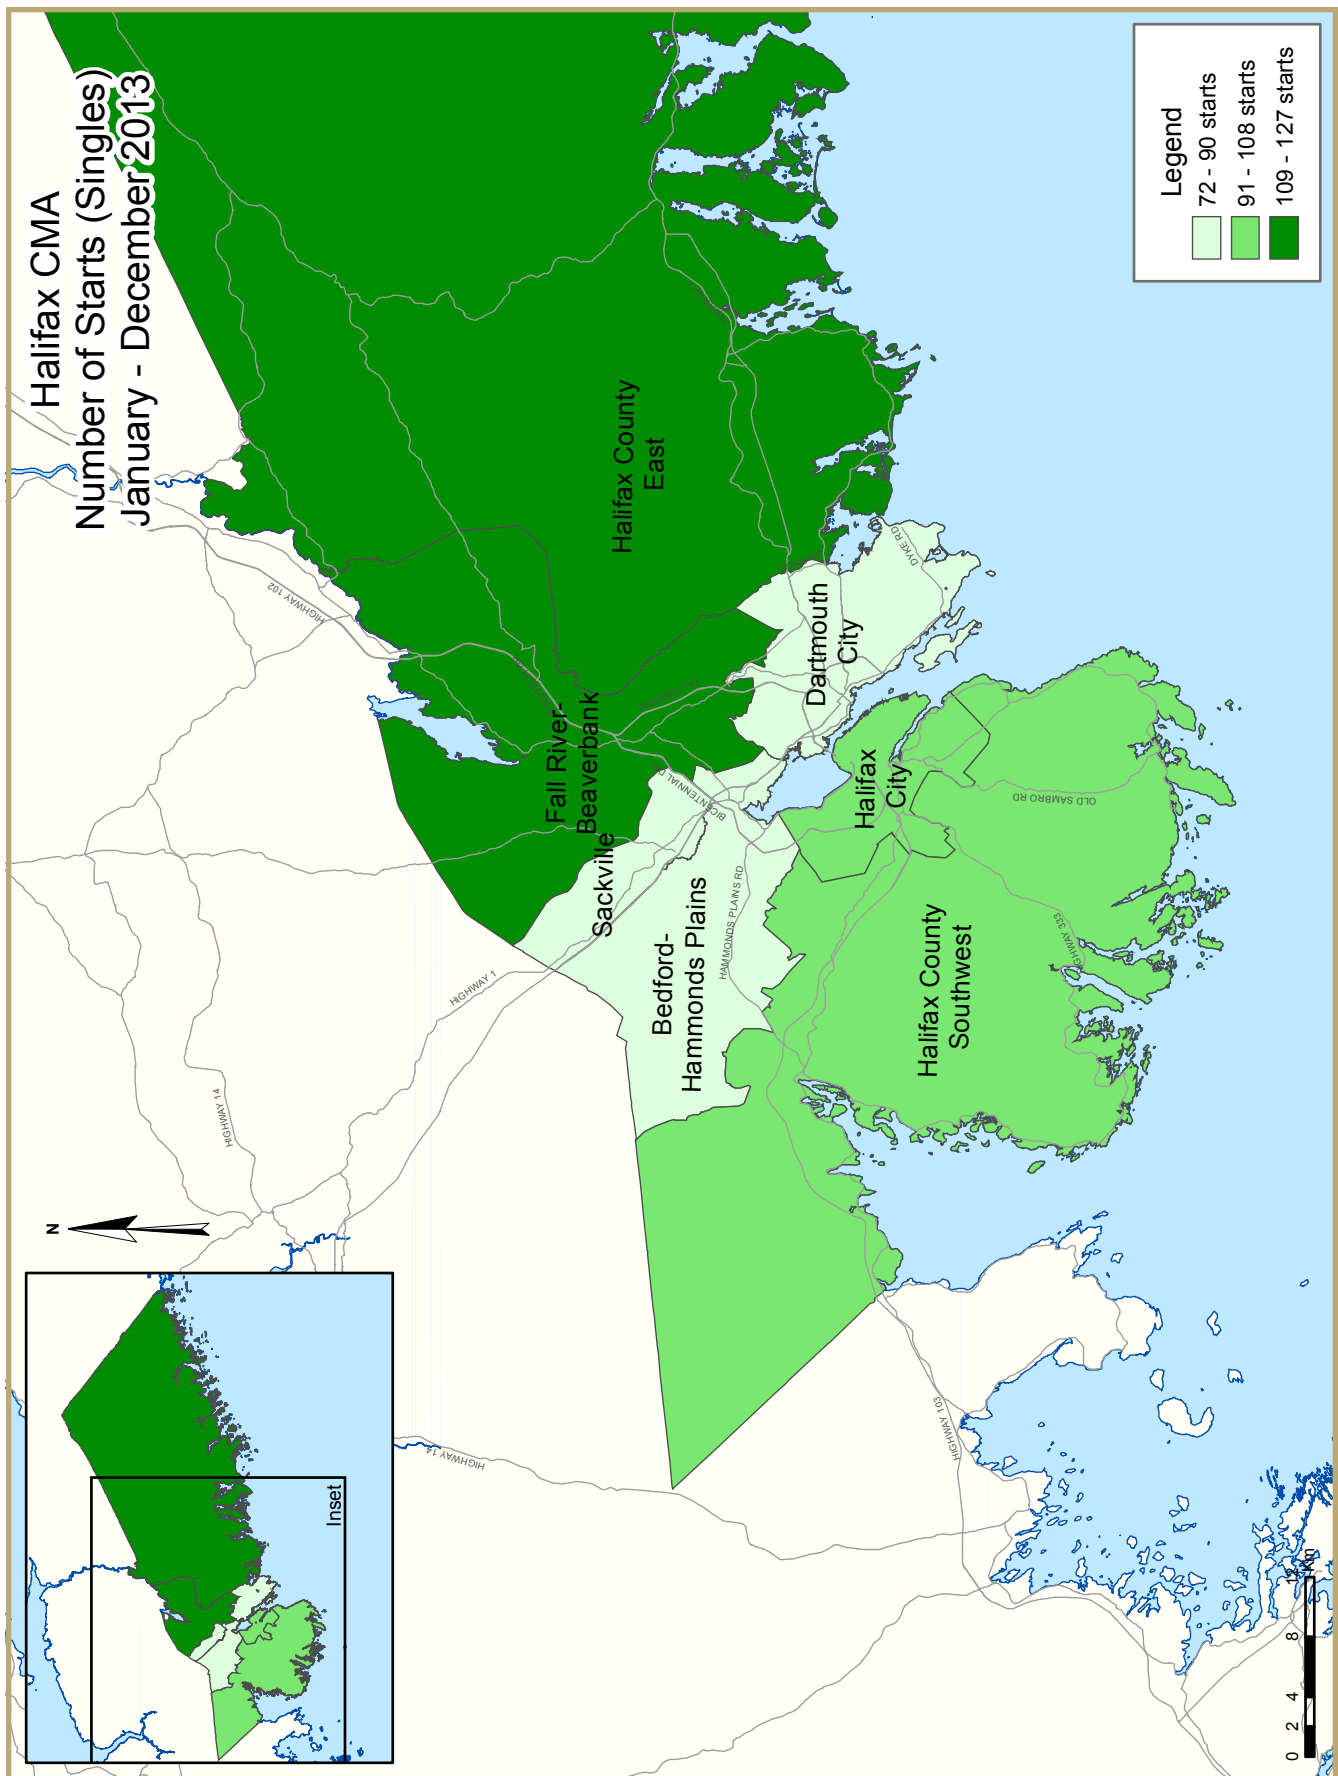 Halifax CMA
Number of Starts (Singles)
January - December 2013
N
Inset
HIGHWAY 102
HIGHWAY 14
HIGHWAY 1
HIGHWAY 14
Halifax County
East
Fall River-
Beaverbank
Sackville
Bedford-
Hammonds Plains
HAMMONDS PLAINS RD
Dartmouth
City
DYKE RD
Halifax
City
OLD SAMBRO RD
Halifax County
Southwest
HIGHWAY 333
HIGHWAY 103
Legend
72 - 90 starts
91 - 108 starts
109 - 127 starts
0 2 4 8 12
Km